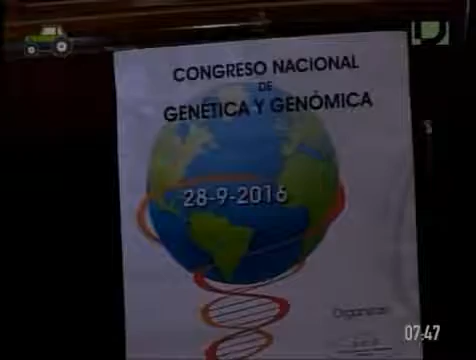 CONGRESO NACIONAL
DE
GENÉTICA Y GENÓMICA
28-9-2016
Organizan
07:47